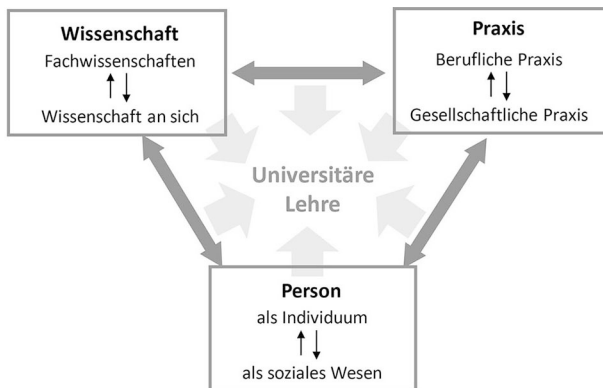 Wissenschaft
Fachwissenschaften
Wissenschaft an sich
Praxis
Berufliche Praxis
Gesellschaftliche Praxis
Universitäre
Lehre
Person
als Individuum
als soziales Wesen